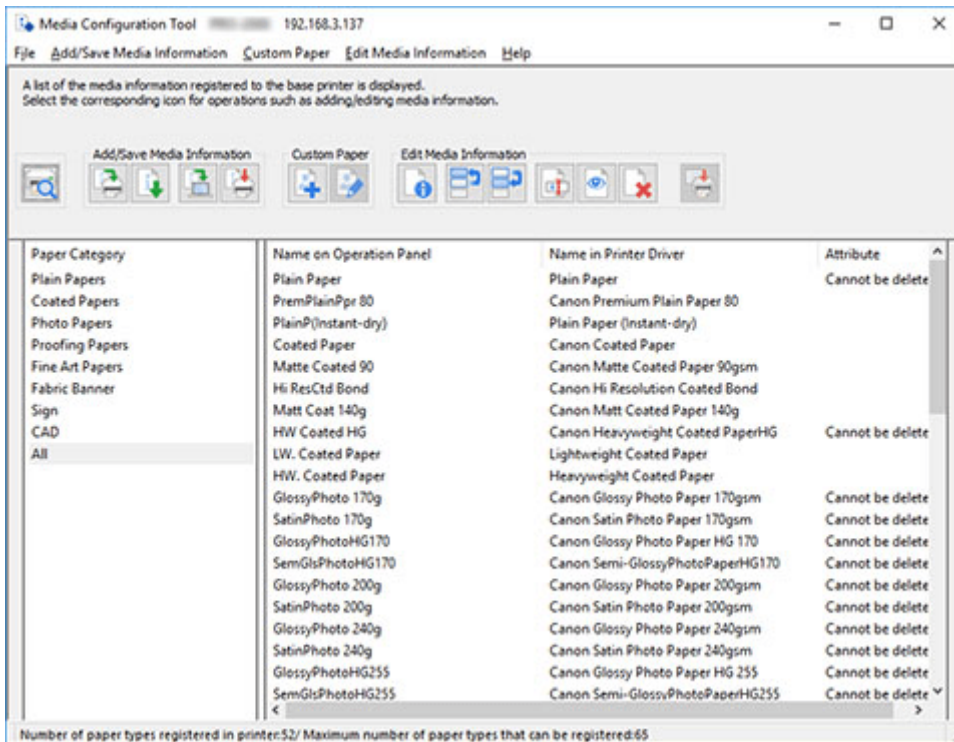 Media Configuration Tool 192.168.3.137
File Add/Save Media Information Custom Paper Edit Media Information Help
A list of the media information registered to the base printer is displayed.
Select the corresponding icon for operations such as adding/editing media information.
Add/Save Media Information Custom Paper Edit Media Information
Paper Category
Plain Papers
Coated Papers
Photo Papers
Proofing Papers
Fine Art Papers
Fabric Banner
Sign
CAD
All
Name on Operation Panel Name in Printer Driver Attribute
Plain Paper Plain Paper Cannot be delete
PremPlainPpr 80 Canon Premium Plain Paper 80
PlainP(Instant-dry) Plain Paper (Instant-dry)
Coated Paper Canon Coated Paper
Matte Coated 90 Canon Matte Coated Paper 90gsm
Hi ResCtd Bond Canon Hi Resolution Coated Bond
Matt Coat 140g Canon Matt Coated Paper 140g
HW Coated HG Canon Heavyweight Coated PaperHG Cannot be delete
LW. Coated Paper Lightweight Coated Paper
HW. Coated Paper Heavyweight Coated Paper
GlossyPhoto 170g Canon Glossy Photo Paper 170gsm Cannot be delete
SatinPhoto 170g Canon Satin Photo Paper 170gsm Cannot be delete
GlossyPhotoHG170 Canon Glossy Photo Paper HG 170 Cannot be delete
SemGlsPhotoHG170 Canon Semi-GlossyPhotoPaperHG170 Cannot be delete
GlossyPhoto 200g Canon Glossy Photo Paper 200gsm Cannot be delete
SatinPhoto 200g Canon Satin Photo Paper 200gsm Cannot be delete
GlossyPhoto 240g Canon Glossy Photo Paper 240gsm Cannot be delete
SatinPhoto 240g Canon Satin Photo Paper 240gsm Cannot be delete
GlossyPhotoHG255 Canon Glossy Photo Paper HG 255 Cannot be delete
SemGlsPhotoHG255 Canon Semi-GlossyPhotoPaperHG255 Cannot be delete
Number of paper types registered in printer:52/ Maximum number of paper types that can be registered:65